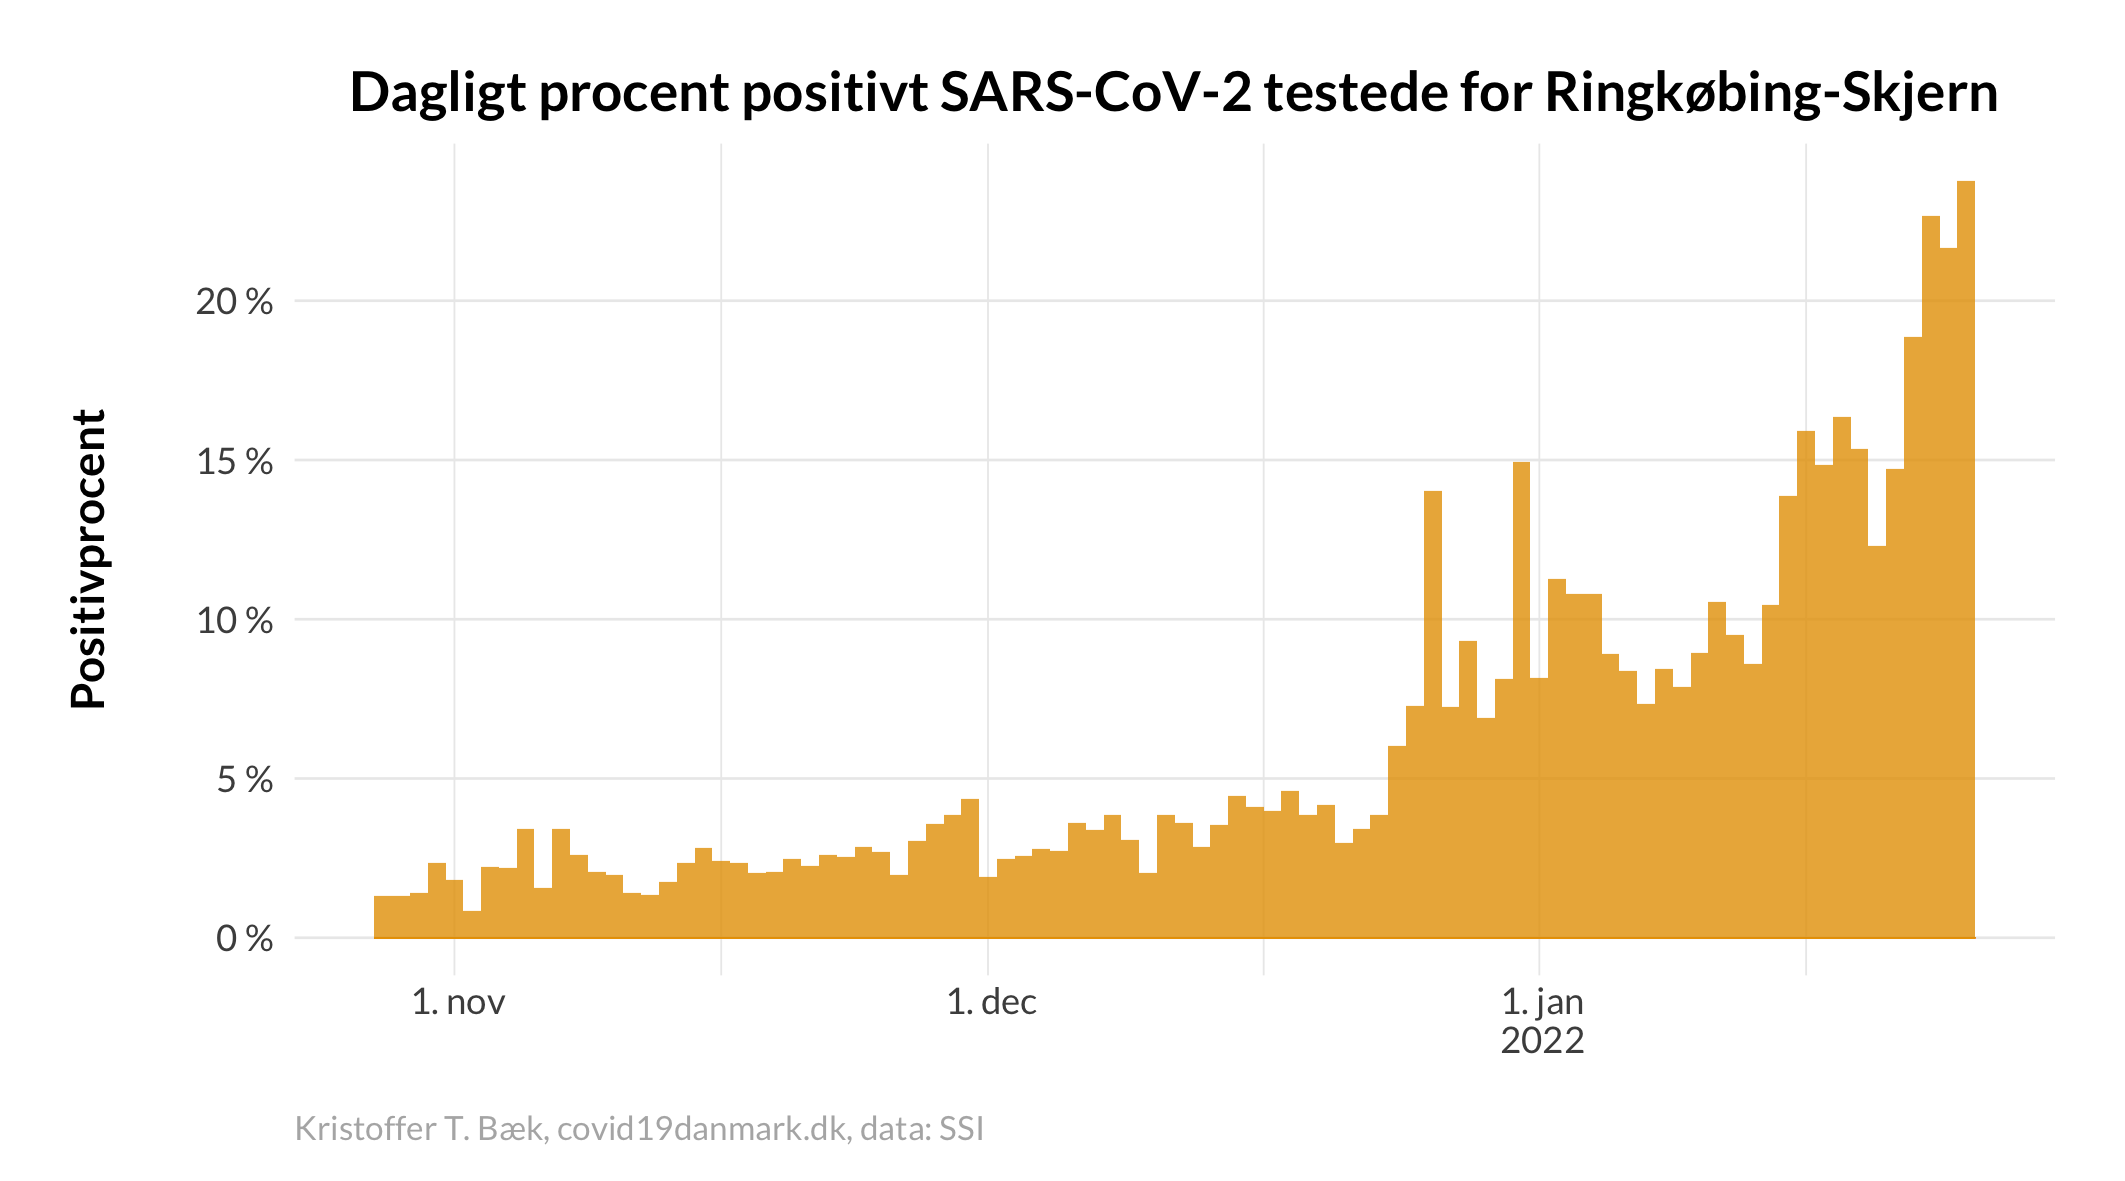 Dagligt procent positivt SARS-CoV-2 testede for Ringkøbing-Skjern
Positivprocent
20 %
15 %
10 %
5 %
0 %
1. nov
1. dec
1. jan
2022
Kristoffer T. Bæk, covid19danmark.dk, data: SSI